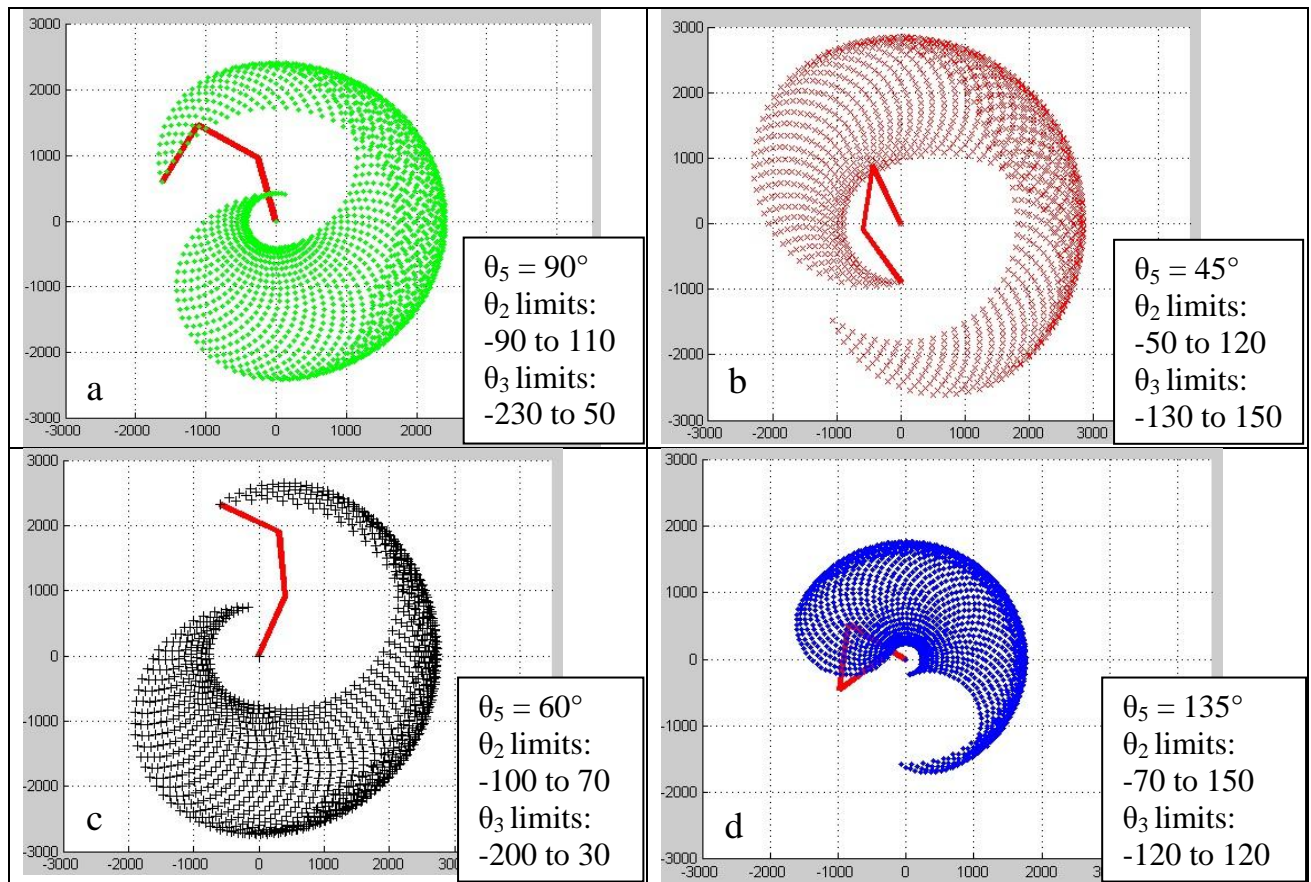 3000
2000
1000
0
-1000
-2000
-3000
-3000 -2000 -1000 0 1000 2000
a
θ5 = 90°
θ2 limits:
-90 to 110
θ3 limits:
-230 to 50
3000
2000
1000
0
-1000
-2000
-3000
-3000 -2000 -1000 0 1000 2000 3000
b
θ5 = 45°
θ2 limits:
-50 to 120
θ3 limits:
-130 to 150
3000
2000
1000
0
-1000
-2000
-3000
-3000 -2000 -1000 0 1000 2000
c
θ5 = 60°
θ2 limits:
-100 to 70
θ3 limits:
-200 to 30
3000
2000
1000
0
-1000
-2000
-3000
-3000 -2000 -1000 0 1000 2000
d
θ5 = 135°
θ2 limits:
-70 to 150
θ3 limits:
-120 to 120